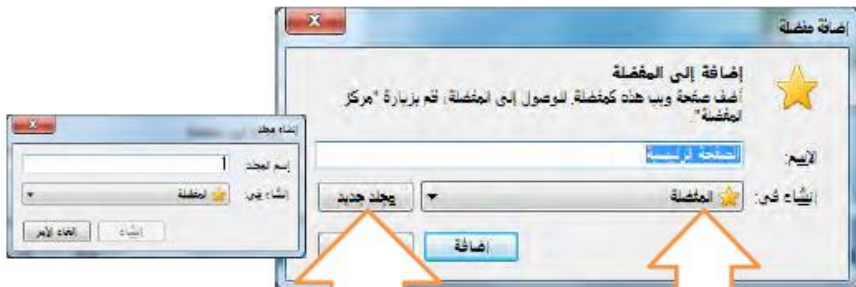 إضافة مفضلة
إضافة إلى المفضلة
أضف صفحة ويب هذه كمفضلة. للوصول إلى المفضلة، قم بزيارة "مركز
المفضلة".
الاسم:
الصفحة الرئيسية
إنشاء في:
المفضلة
مجلد جديد
إضافة
إنشاء مجلد
إسم المجلد
إنشاء في:
المفضلة
إنشاء
إلغاء الأمر